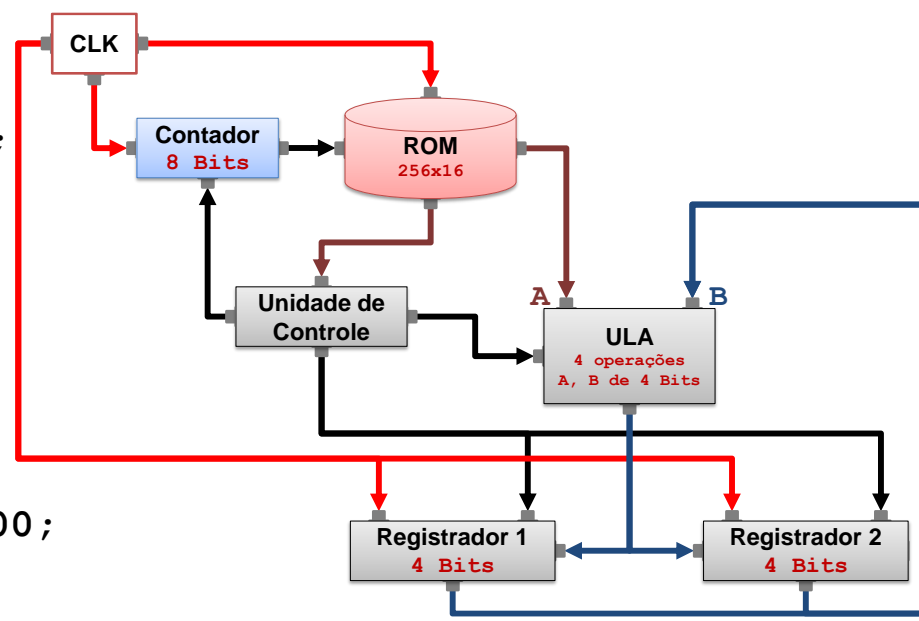 CLK
;
Contador
8 Bits
ROM
256x16
A
B
Unidade de
Controle
ULA
4 operações
A, B de 4 Bits
00;
Registrador 1
4 Bits
Registrador 2
4 Bits